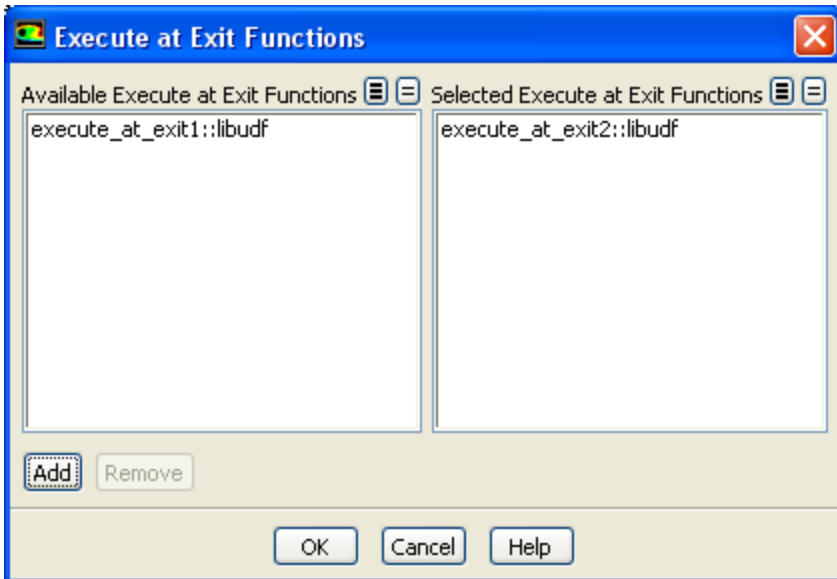 Execute at Exit Functions
Available Execute at Exit Functions Selected Execute at Exit Functions
execute_at_exit1::libudf execute_at_exit2::libudf
Add Remove
OK Cancel Help